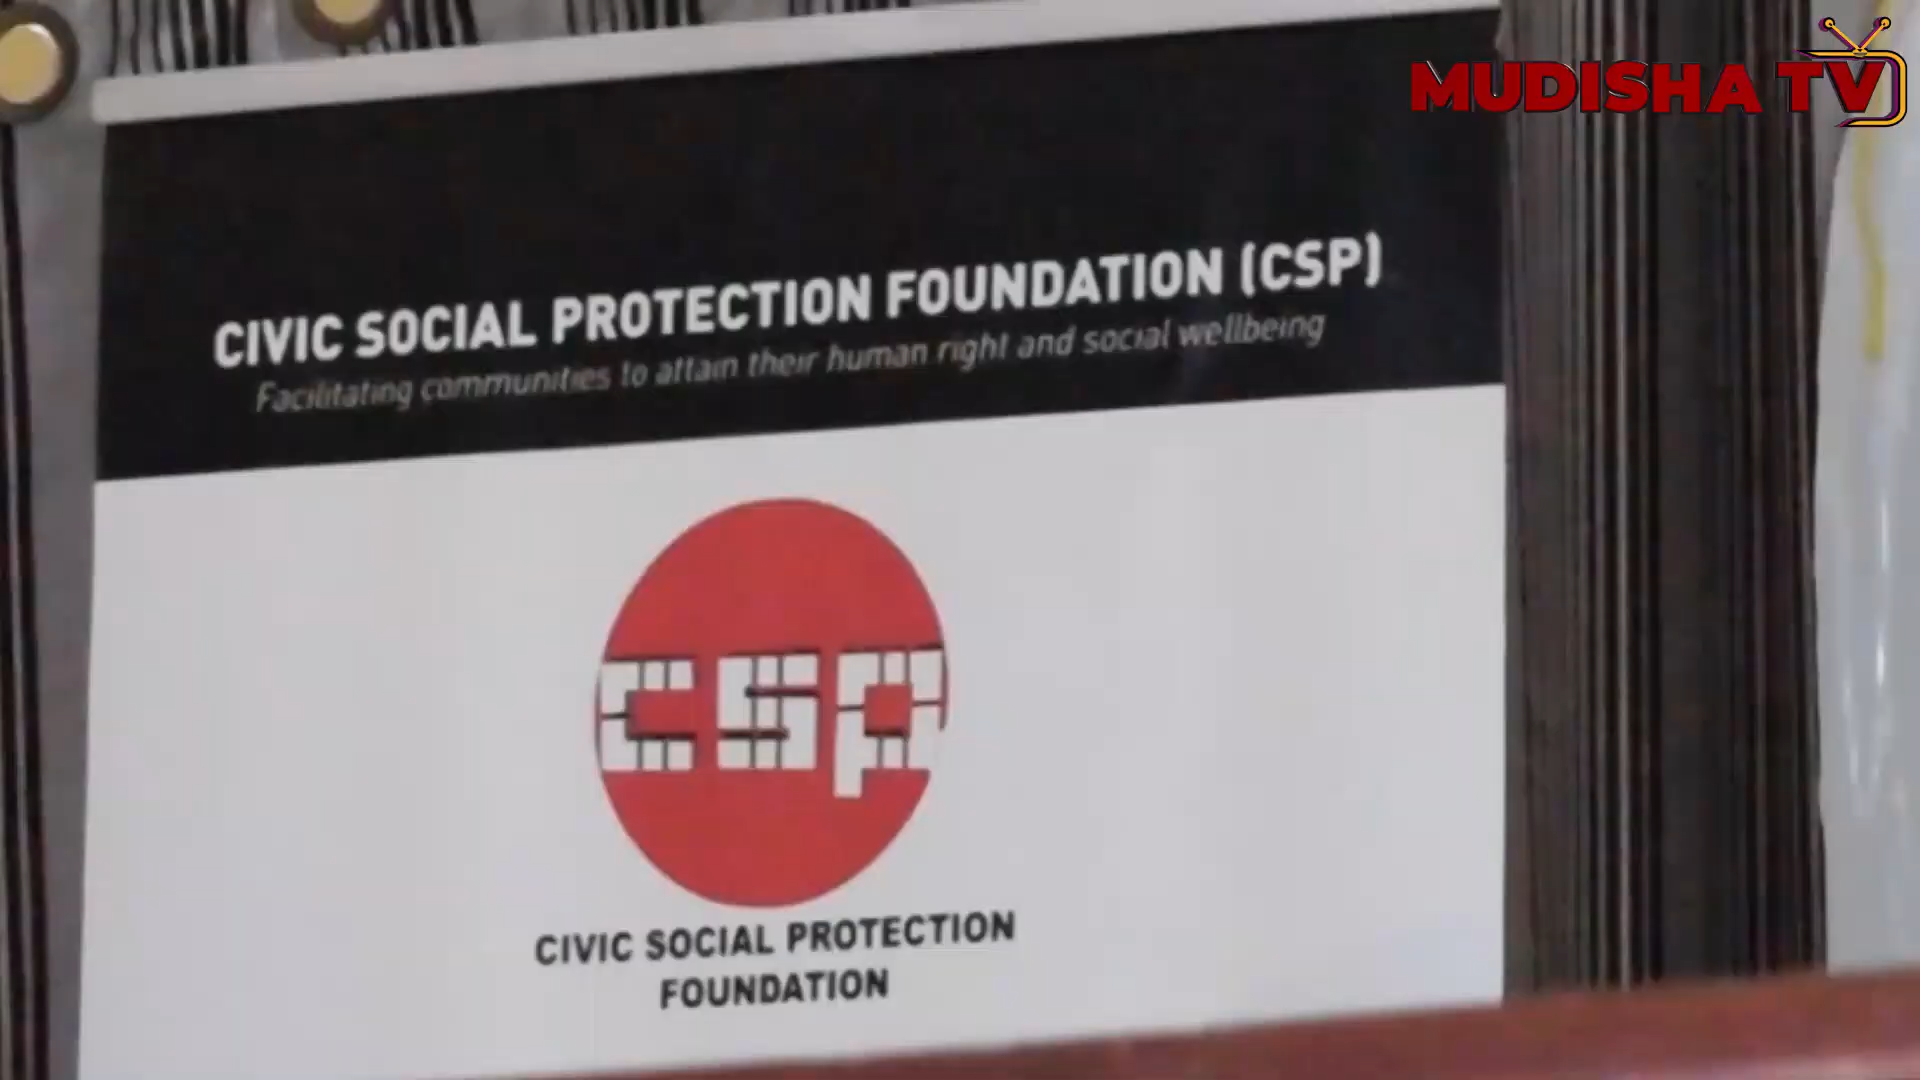 MUDISHA TV
CIVIC SOCIAL PROTECTION FOUNDATION (CSP)
Facilitating communities to attain their human right and social wellbeing
csp
CIVIC SOCIAL PROTECTION
FOUNDATION